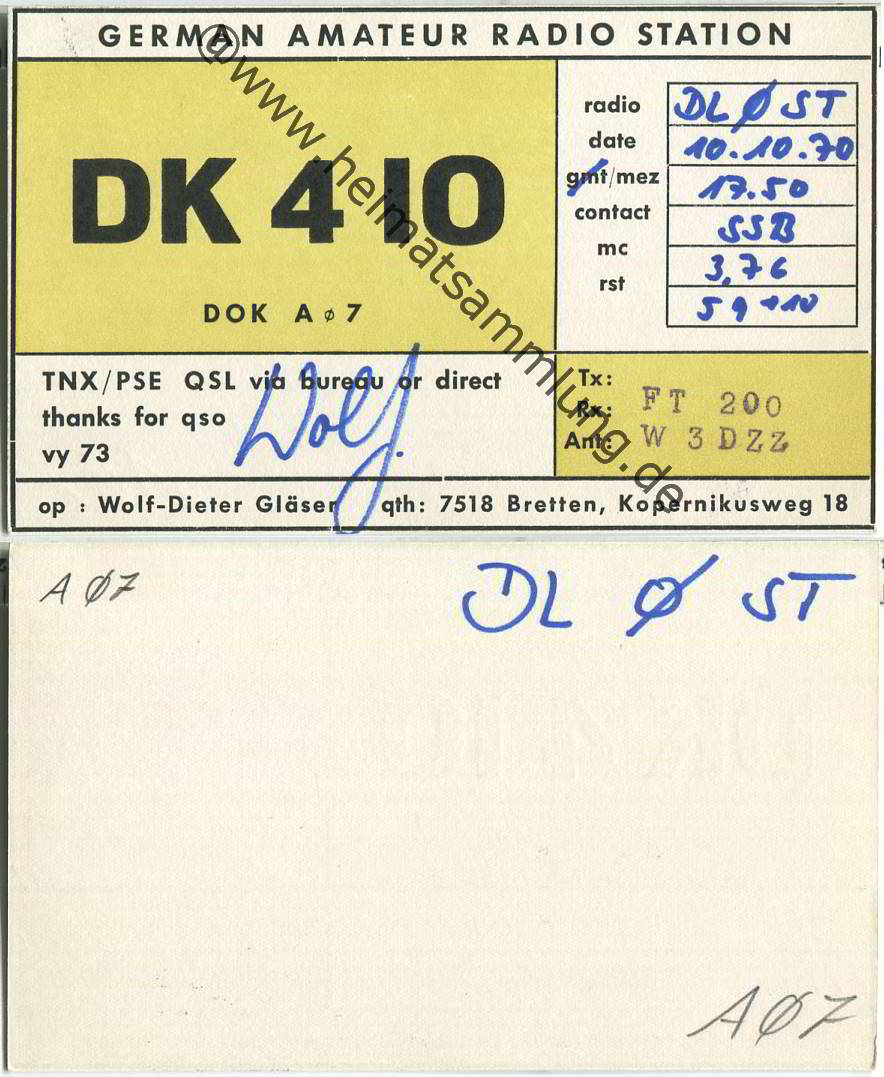 GERMAN AMATEUR RADIO STATION
DK 4 IO
DOK A ø 7
radio DL Ø ST
date 10.10.70
gmt/mez 17.50
contact SSB
mc 3,76
rst 59 +10
TNX/PSE QSL via bureau or direct
thanks for qso
vy 73
Wolf.
Tx:
Rx: FT 200
Ant: W 3 DZZ
op : Wolf-Dieter Gläser qth: 7518 Bretten, Kopernikusweg 18
@www.heimatsammlung.de
A Ø7
DL Ø ST
A Ø 7